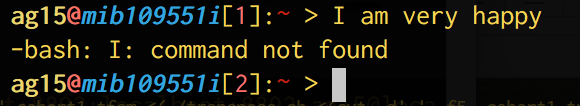 ag15@mib109551i[1]:~ > I am very happy
-bash: I: command not found
ag15@mib109551i[2]:~ >